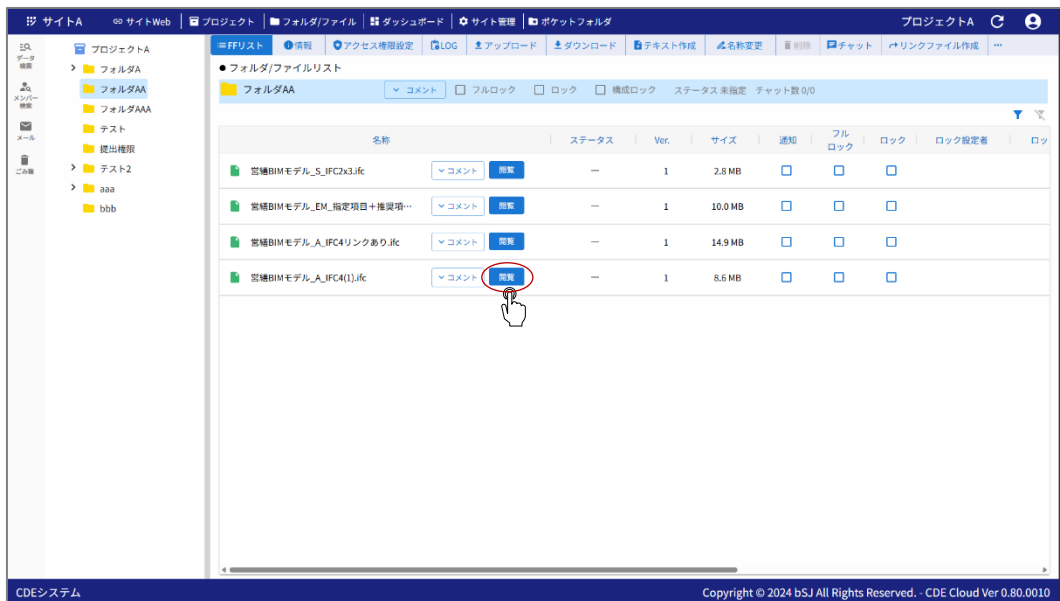 サイトA サイトWeb プロジェクト フォルダ/ファイル ダッシュボード サイト管理 ポケットフォルダ プロジェクトA
データ検索
メンバー検索
メール
ごみ箱
プロジェクトA
フォルダA
フォルダAA
フォルダAAA
テスト
提出権限
テスト2
aaa
bbb
FFリスト 情報 アクセス権限設定 LOG アップロード ダウンロード テキスト作成 名称変更 削除 チャット リンクファイル作成 …
●フォルダ/ファイルリスト
フォルダAA コメント フルロック ロック 構成ロック ステータス 未指定 チャット数 0/0
名称 ステータス Ver. サイズ 通知 フルロック ロック ロック設定者 ロッ
営繕BIMモデル_S_IFC2x3.ifc コメント 閲覧 — 1 2.8 MB
営繕BIMモデル_EM_指定項目＋推奨項… コメント 閲覧 — 1 10.0 MB
営繕BIMモデル_A_IFC4リンクあり.ifc コメント 閲覧 — 1 14.9 MB
営繕BIMモデル_A_IFC4(1).ifc コメント 閲覧 — 1 8.6 MB
CDEシステム Copyright © 2024 bSJ All Rights Reserved. - CDE Cloud Ver 0.80.0010